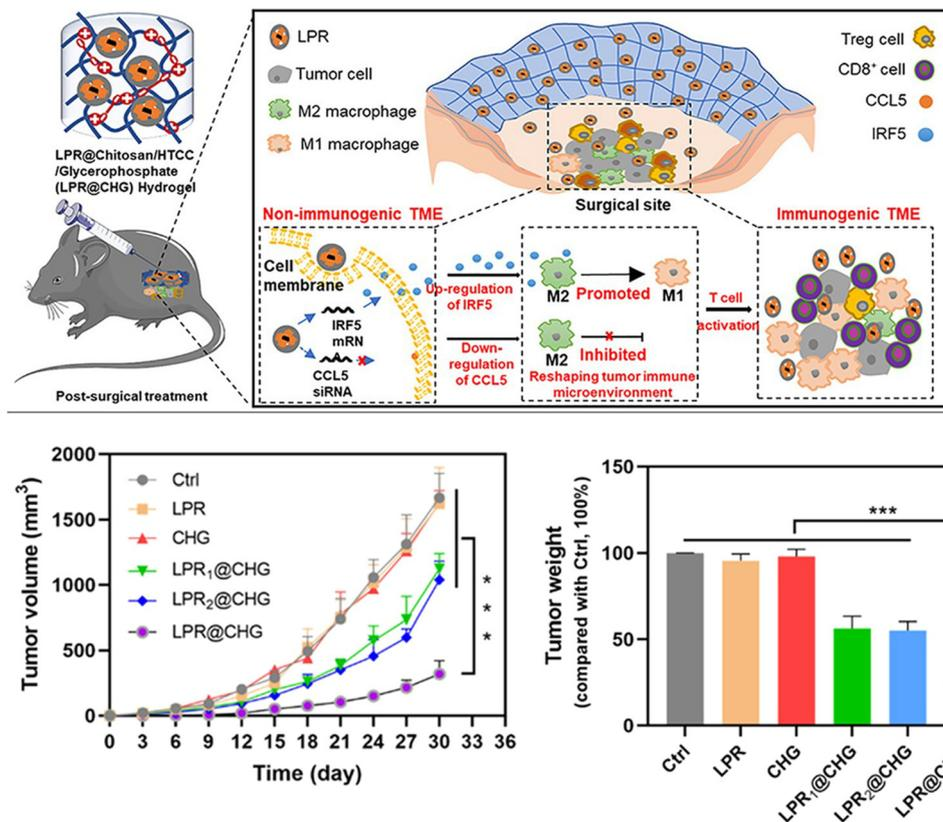 LPR@Chitosan/HTCC
/Glycerophosphate
(LPR@CHG) Hydrogel
Post-surgical treatment
LPR
Tumor cell
M2 macrophage
M1 macrophage
Treg cell
CD8+ cell
CCL5
IRF5
Surgical site
Non-immunogenic TME
Immunogenic TME
Cell
membrane
IRF5
mRN
CCL5
siRNA
Up-regulation
of IRF5
Down-
regulation
of CCL5
M2
Promoted
M1
M2
Inhibited
Reshaping tumor immune
microenvironment
T cell
activation
Tumor volume (mm3)
2000
1500
1000
500
0
Ctrl
LPR
CHG
LPR1@CHG
LPR2@CHG
LPR@CHG
***
0 3 6 9 12 15 18 21 24 27 30 33 36
Time (day)
Tumor weight
(compared with Ctrl, 100%)
150
100
50
0
***
Ctrl
LPR
CHG
LPR1@CHG
LPR2@CHG
LPR@C